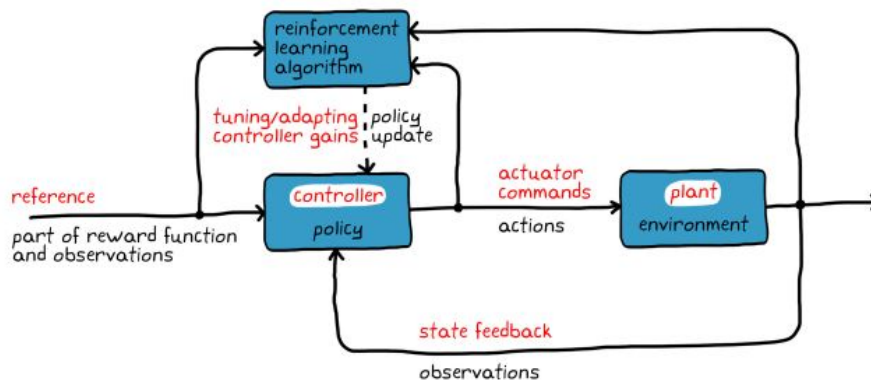 reinforcement
learning
algorithm
tuning/adapting
controller gains
policy
update
reference
part of reward function
and observations
controller
policy
actuator
commands
actions
plant
environment
state feedback
observations